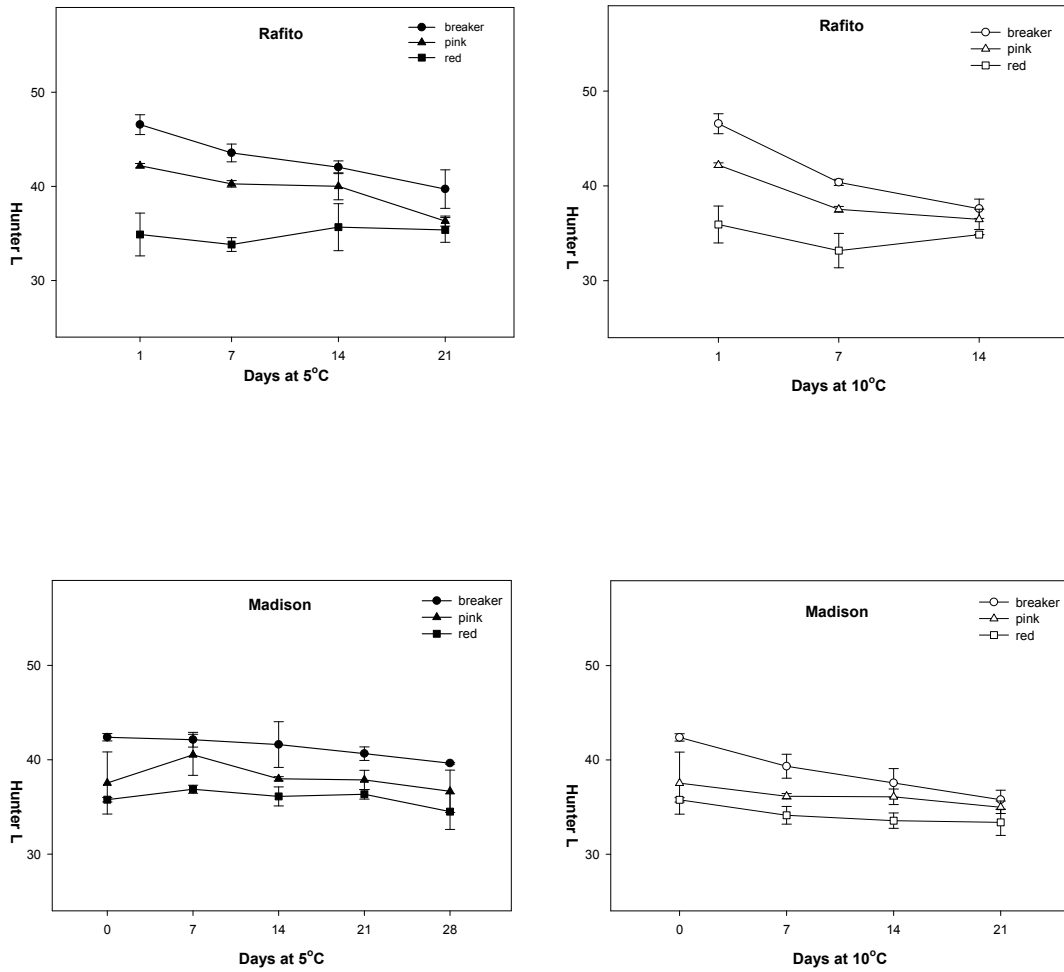 Rafito
breaker
pink
red
50
40
30
Hunter L
1 7 14 21
Days at 5°C
Rafito
breaker
pink
red
50
40
30
Hunter L
1 7 14
Days at 10°C
Madison
breaker
pink
red
50
40
30
Hunter L
0 7 14 21 28
Days at 5°C
Madison
breaker
pink
red
50
40
30
Hunter L
0 7 14 21
Days at 10°C